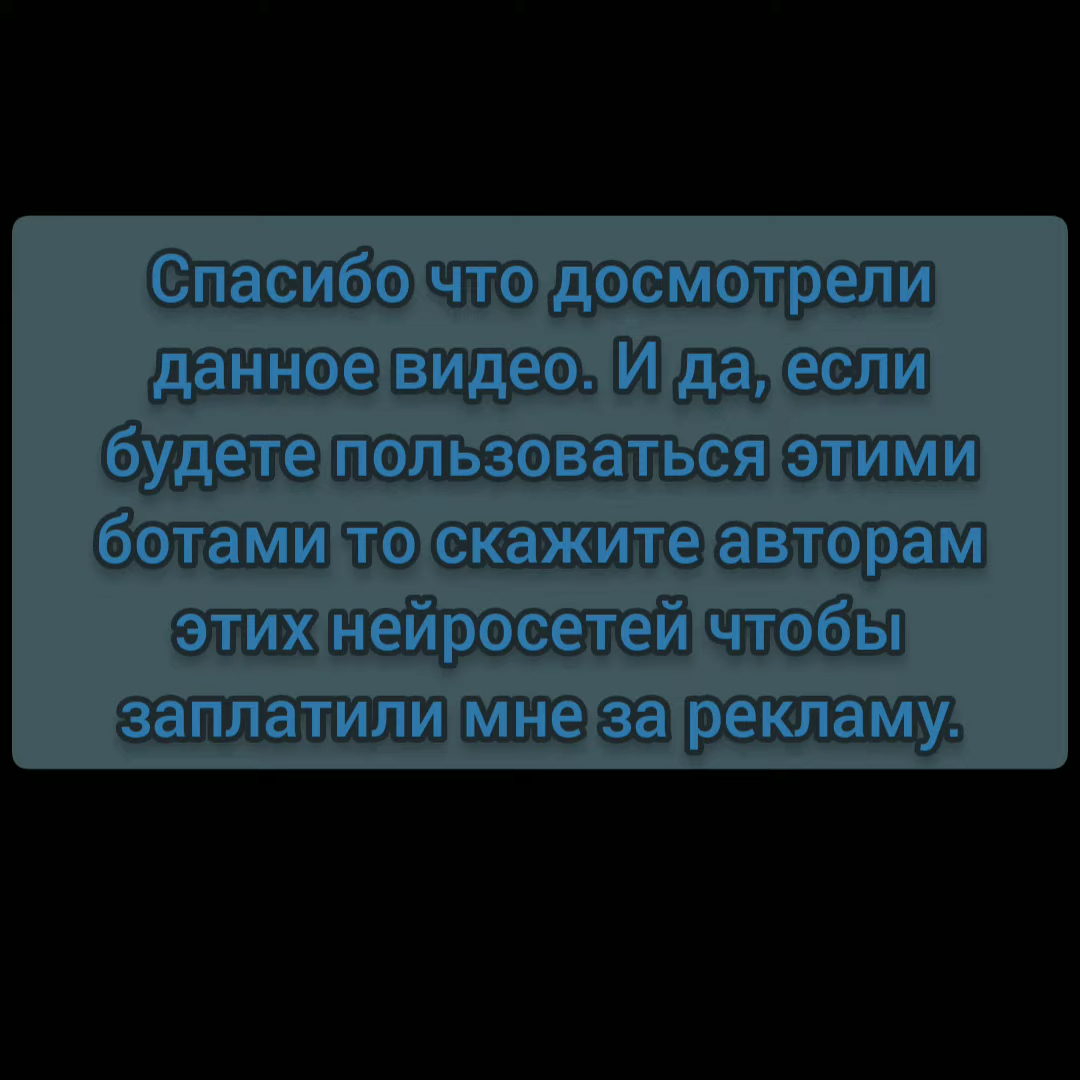 Спасибо что досмотрели
данное видео. И да, если
будете пользоваться этими
ботами то скажите авторам
этих нейросетей чтобы
заплатили мне за рекламу.